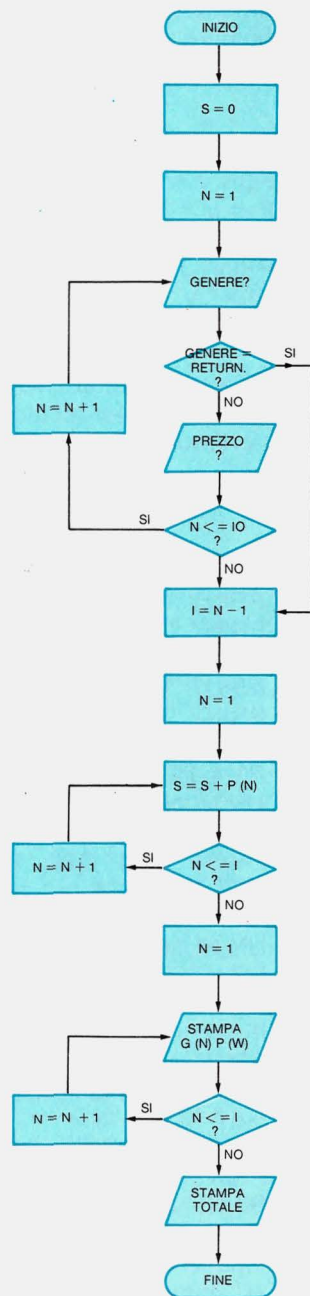 INIZIO
S = 0
N = 1
GENERE?
GENERE =
RETURN.
?
SI
NO
N = N + 1
PREZZO
?
SI
N <= IO
?
NO
I = N - 1
N = 1
S = S + P (N)
N = N + 1
SI
N <= I
?
NO
N = 1
STAMPA
G (N) P (W)
N = N + 1
SI
N <= I
?
NO
STAMPA
TOTALE
FINE